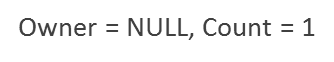 Owner = NULL, Count = 1